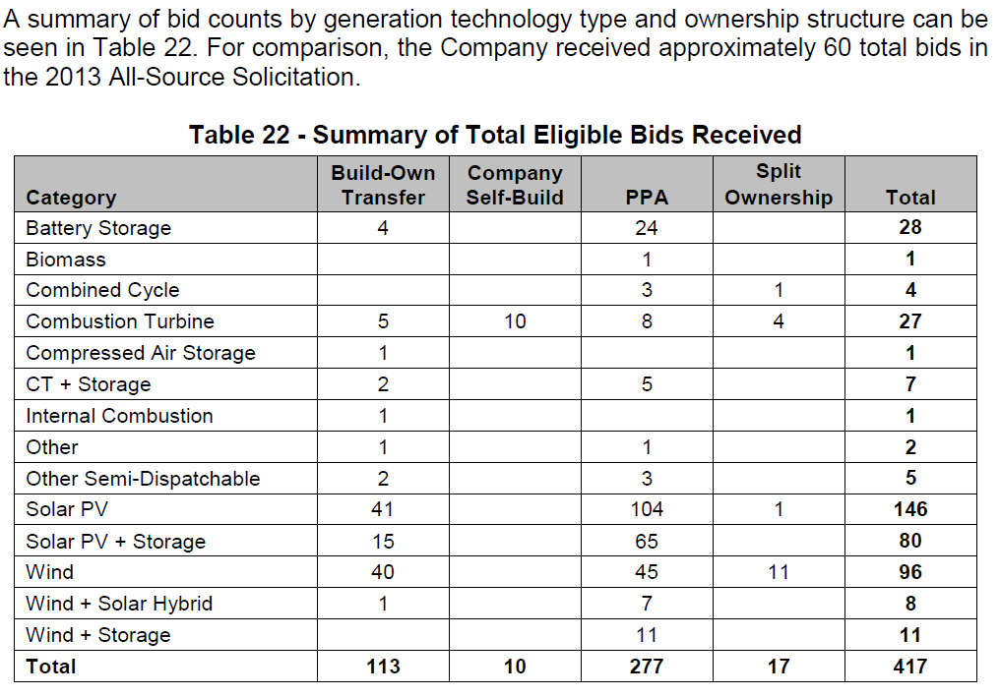 A summary of bid counts by generation technology type and ownership structure can be
seen in Table 22. For comparison, the Company received approximately 60 total bids in
the 2013 All-Source Solicitation.
Table 22 - Summary of Total Eligible Bids Received
Category Build-Own Transfer Company Self-Build PPA Split Ownership Total
Battery Storage 4 24 28
Biomass 1 1
Combined Cycle 3 1 4
Combustion Turbine 5 10 8 4 27
Compressed Air Storage 1 1
CT + Storage 2 5 7
Internal Combustion 1 1
Other 1 1 2
Other Semi-Dispatchable 2 3 5
Solar PV 41 104 1 146
Solar PV + Storage 15 65 80
Wind 40 45 11 96
Wind + Solar Hybrid 1 7 8
Wind + Storage 11 11
Total 113 10 277 17 417